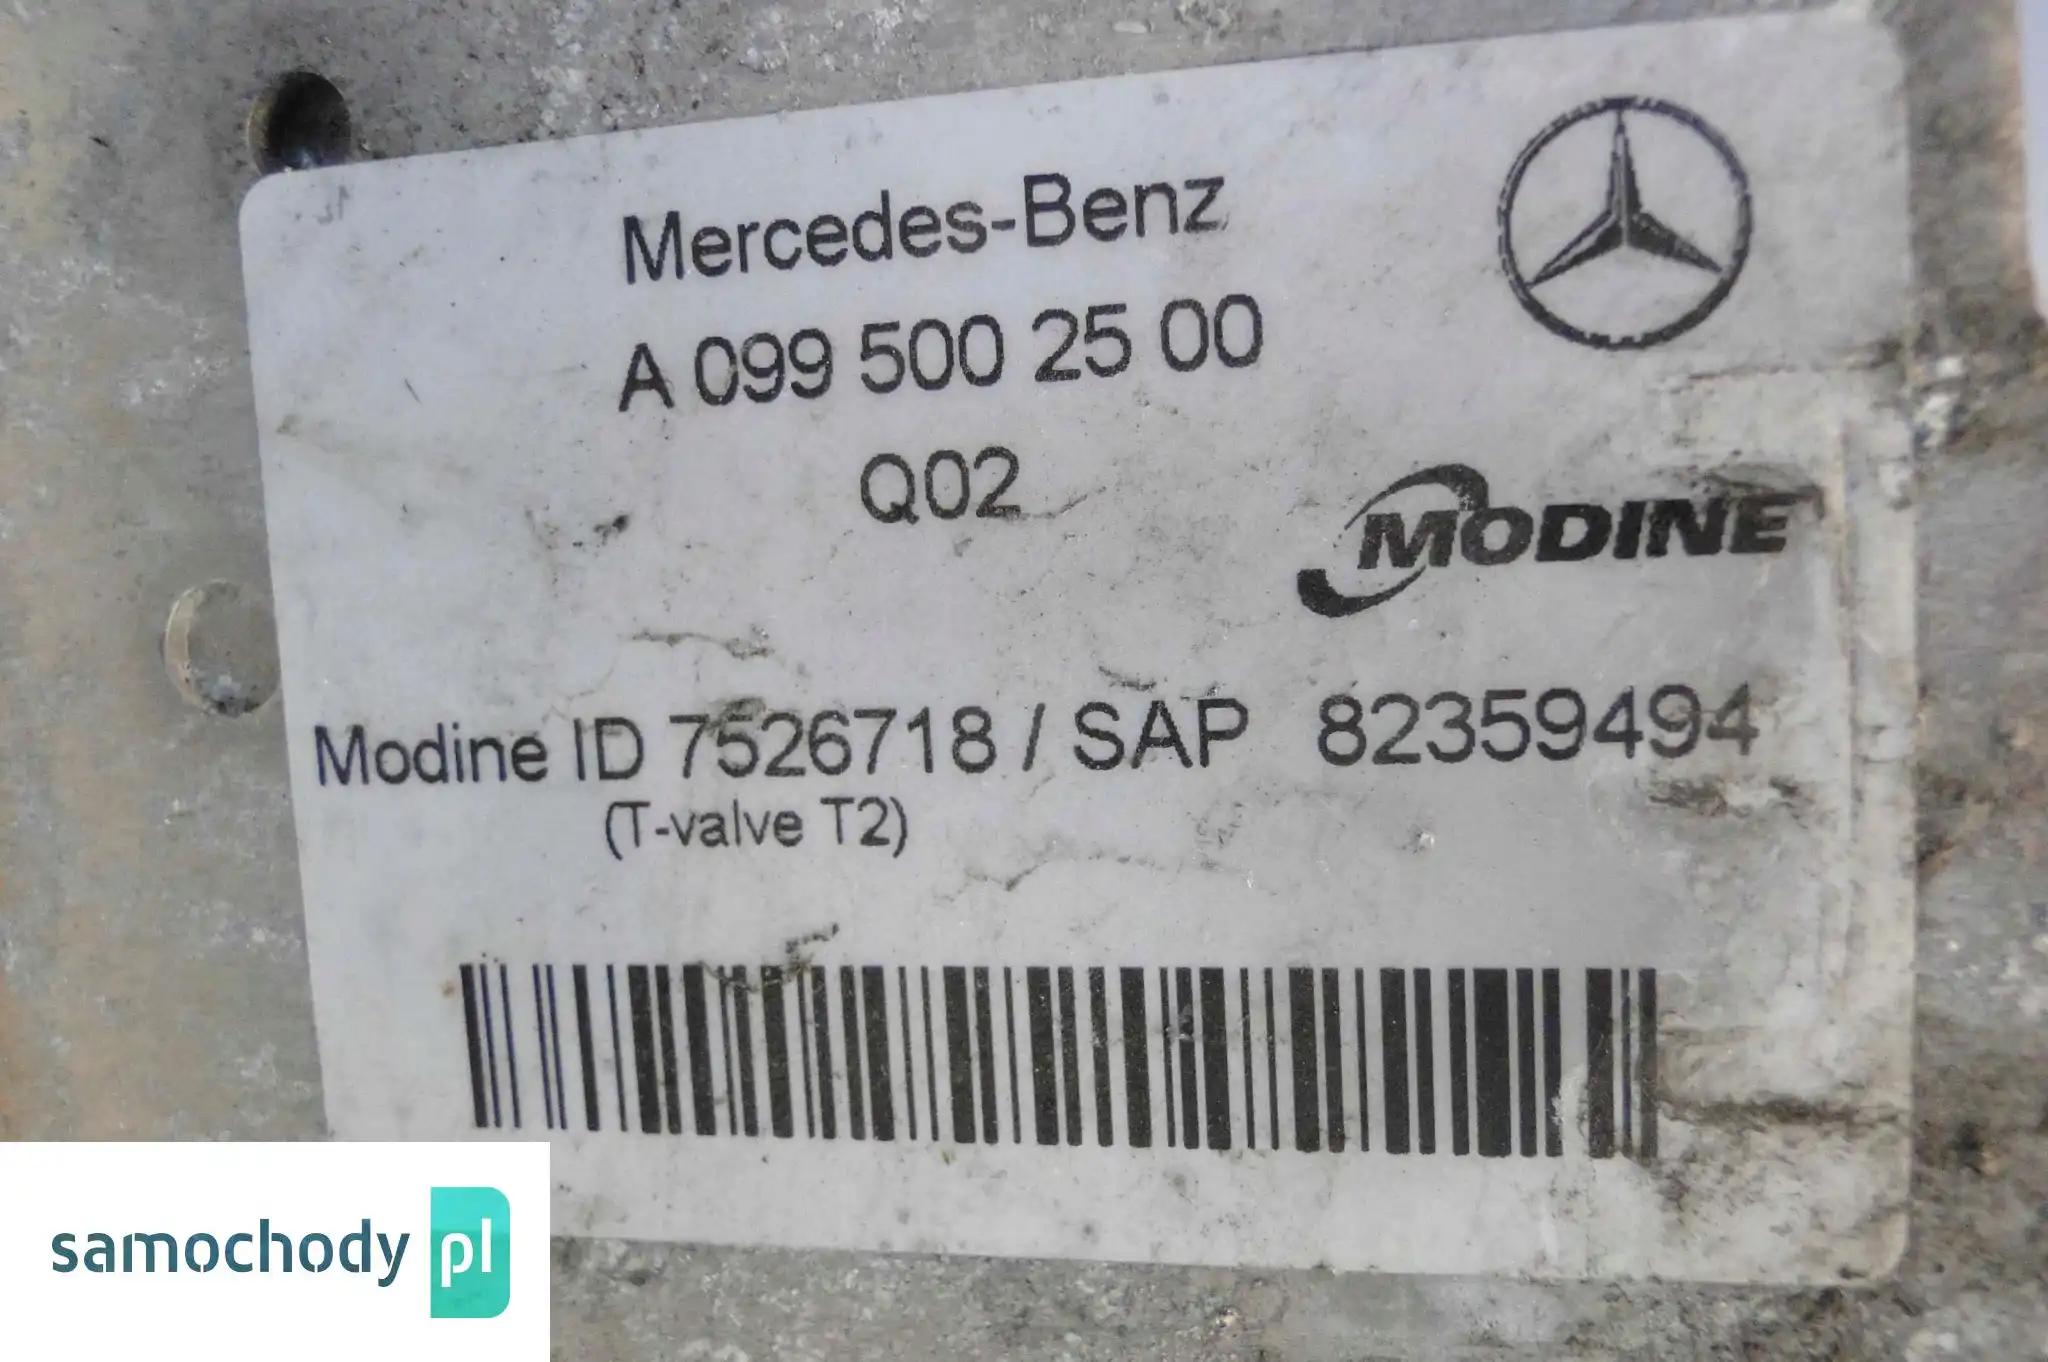 Mercedes-Benz
A 099 500 25 00
Q02
MODINE
Modine ID 7526718 / SAP 82359494
(T-valve T2)
samochody pl